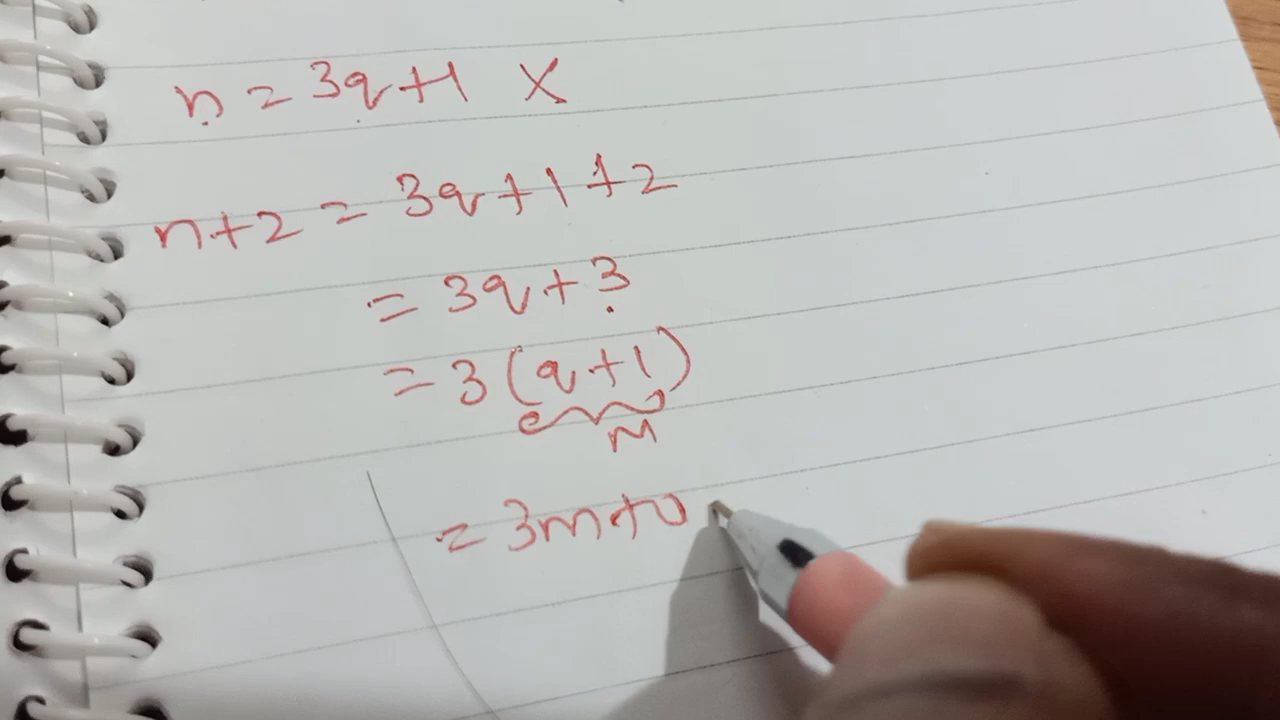 n = 3q+1 ×
n+2 = 3q+1+2
= 3q+3
= 3(q+1)
m
= 3m+0